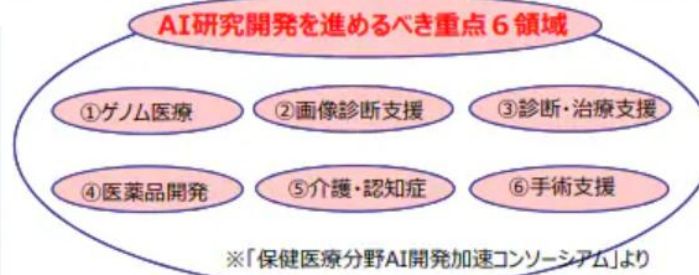 AI研究開発を進めるべき重点6領域
①ゲノム医療
②画像診断支援
③診断・治療支援
④医薬品開発
⑤介護・認知症
⑥手術支援
※「保健医療分野AI開発加速コンソーシアム」より